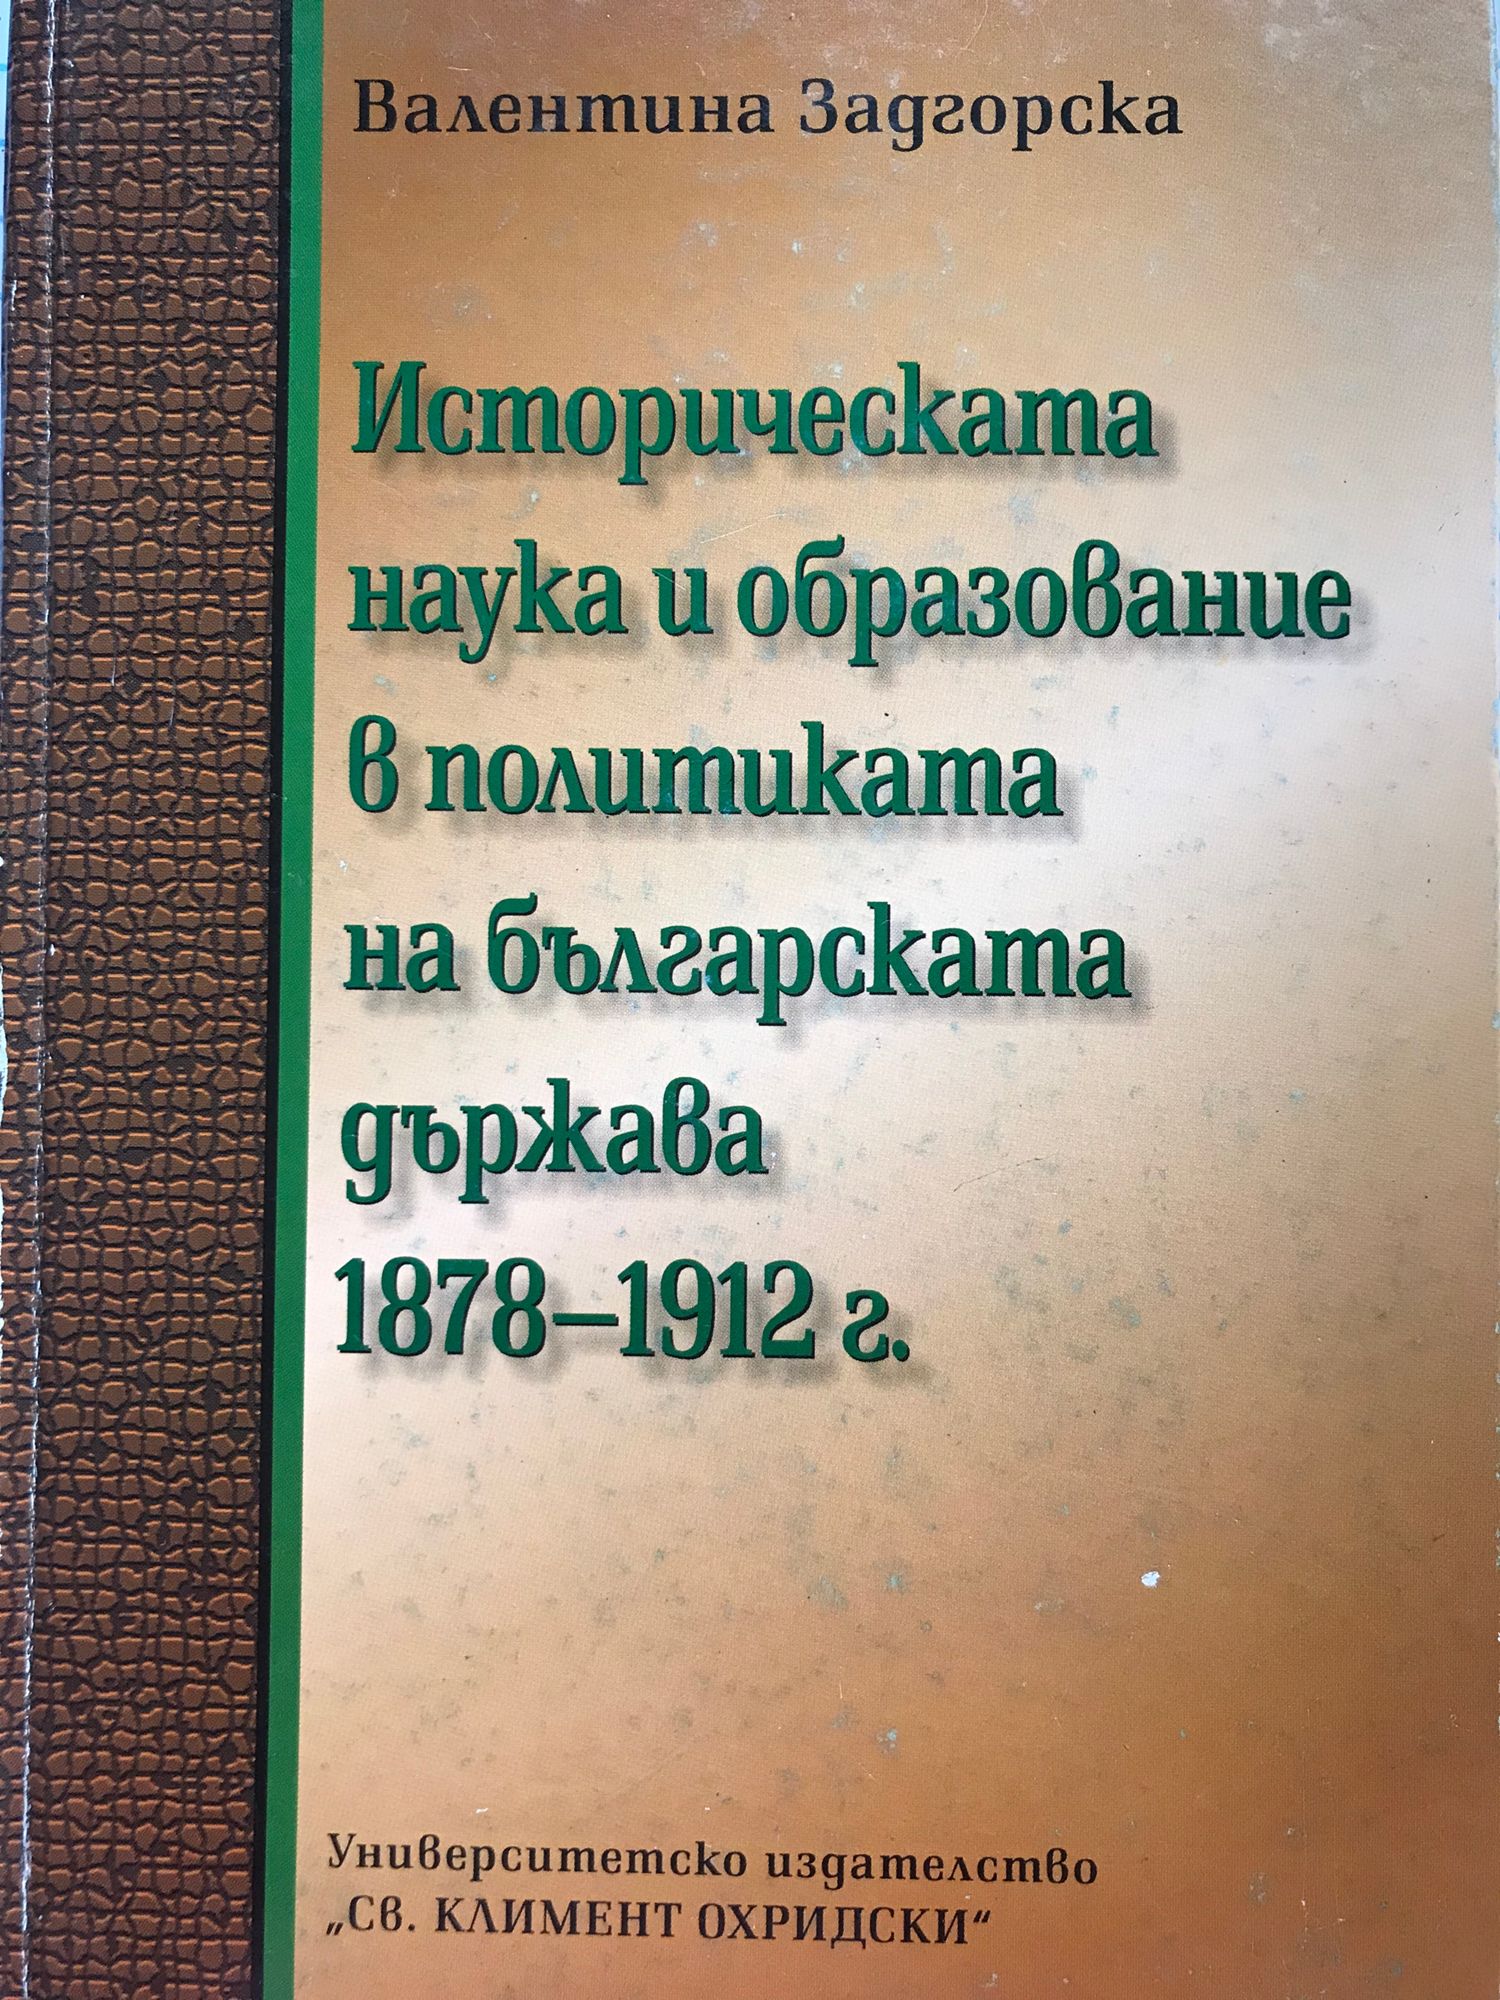 Валентина Задгорска
Историческата
наука и образование
в политиката
на българската
държава
1878–1912 г.
Университетско издателство
„Св. КЛИМЕНТ ОХРИДСКИ“